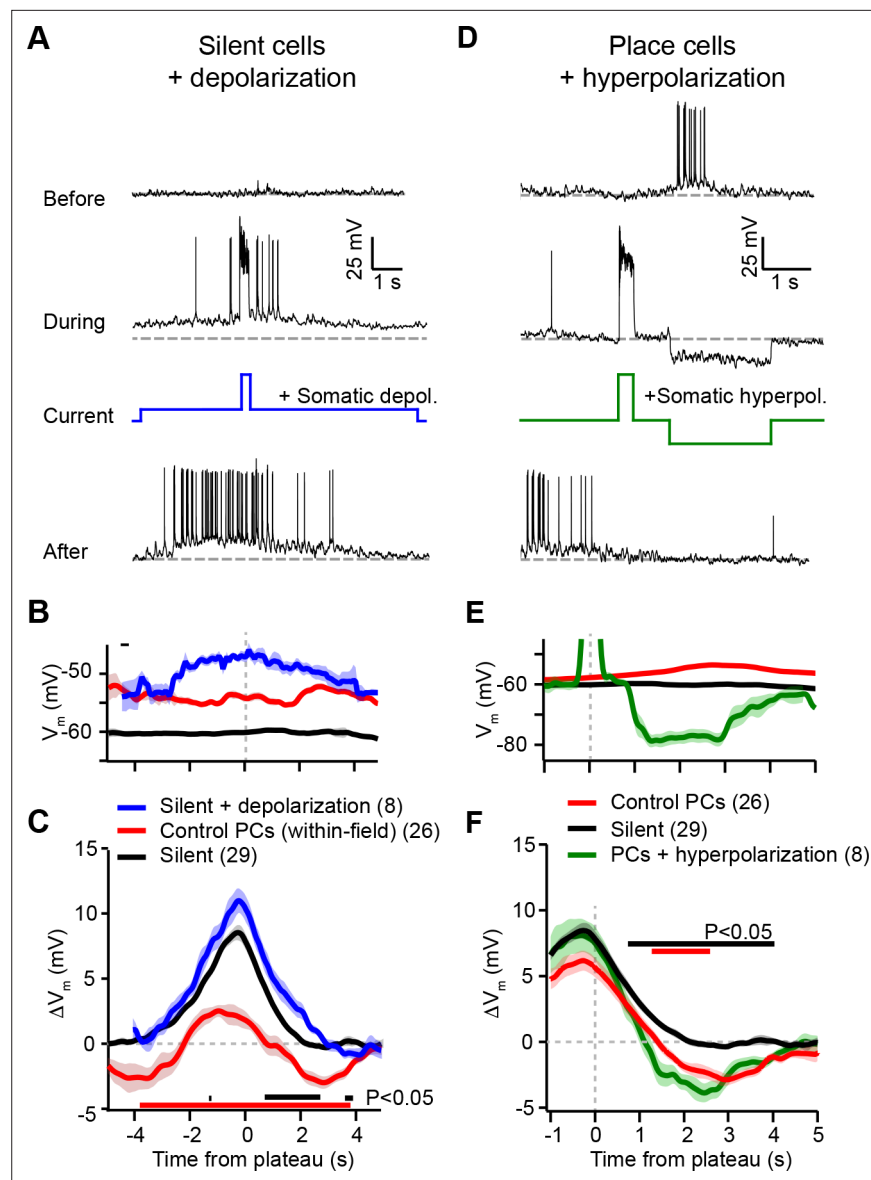 A
Silent cells
+ depolarization
D
Place cells
+ hyperpolarization
Before
25 mV
1 s
25 mV
1 s
During
Current
+ Somatic depol.
+Somatic hyperpol.
After
B
-50
-60
Vm (mV)
E
-60
-80
Vm (mV)
C
Silent + depolarization (8)
Control PCs (within-field) (26)
Silent (29)
15
10
5
0
-5
ΔVm (mV)
P<0.05
-4
-2
0
2
4
Time from plateau (s)
F
Control PCs (26)
Silent (29)
PCs + hyperpolarization (8)
15
10
5
0
-5
ΔVm (mV)
P<0.05
-1
0
1
2
3
4
5
Time from plateau (s)